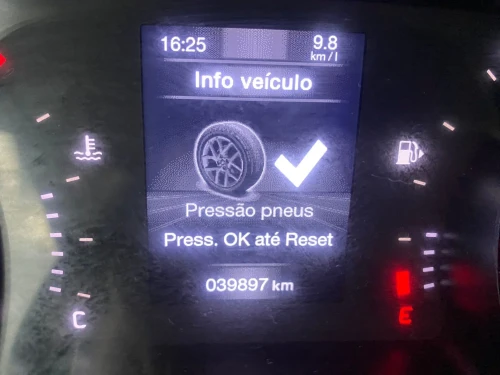 16:25 9.8
km/l
Info veículo
Pressão pneus
Press. OK até Reset
039897 km
C E